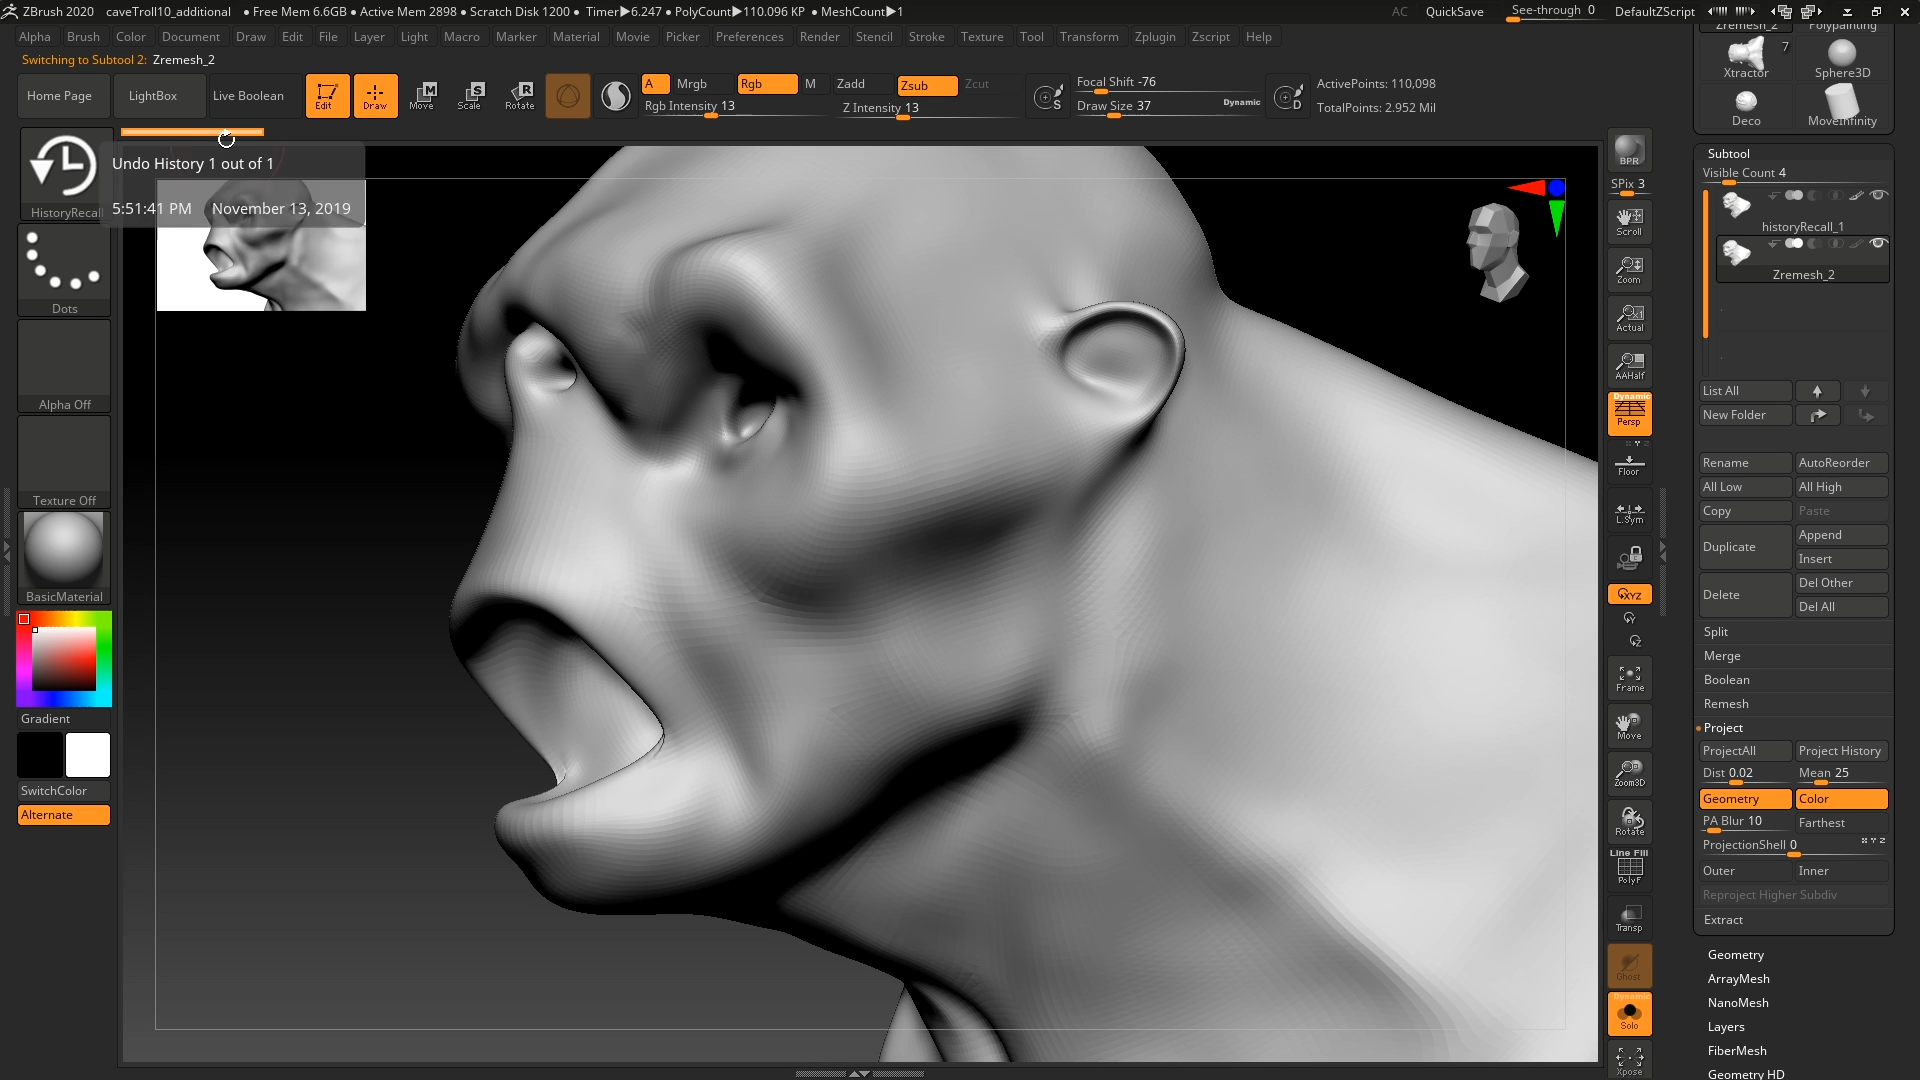 ZBrush 2020 caveTroll10_additional • Free Mem 6.6GB • Active Mem 2898 • Scratch Disk 1200 • Timer▶6.247 • PolyCount▶110.096 KP • MeshCount▶1 AC QuickSave See-through 0 DefaultZScript
Alpha Brush Color Document Draw Edit File Layer Light Macro Marker Material Movie Picker Preferences Render Stencil Stroke Texture Tool Transform Zplugin Zscript Help
Switching to Subtool 2: Zremesh_2
Home Page LightBox Live Boolean Edit Draw Move Scale Rotate
A Mrgb Rgb M Zadd Zsub Zcut
Rgb Intensity 13 Z Intensity 13
Focal Shift -76
Draw Size 37 Dynamic
ActivePoints: 110,098
TotalPoints: 2.952 Mil
HistoryRecall
Undo History 1 out of 1
5:51:41 PM November 13, 2019
Dots
Alpha Off
Texture Off
BasicMaterial
Gradient
SwitchColor
Alternate
BPR
SPix 3
Scroll
Zoom
Actual
AAHalf
Dynamic
Persp
Floor
L.Sym
XYZ
Y
Z
Frame
Move
Zoom3D
Rotate
Line Fill
PolyF
Transp
Ghost
Dynamic
Solo
Xpose
Zremesh_2 Polypainting
7
Xtractor Sphere3D
Deco MoveInfinity
Subtool
Visible Count 4
historyRecall_1
Zremesh_2
List All
New Folder
Rename AutoReorder
All Low All High
Copy Paste
Duplicate Append
Insert
Delete Del Other
Del All
Split
Merge
Boolean
Remesh
Project
ProjectAll Project History
Dist 0.02 Mean 25
Geometry Color
PA Blur 10 Farthest
ProjectionShell 0
Outer Inner
Reproject Higher Subdiv
Extract
Geometry
ArrayMesh
NanoMesh
Layers
FiberMesh
Geometry HD